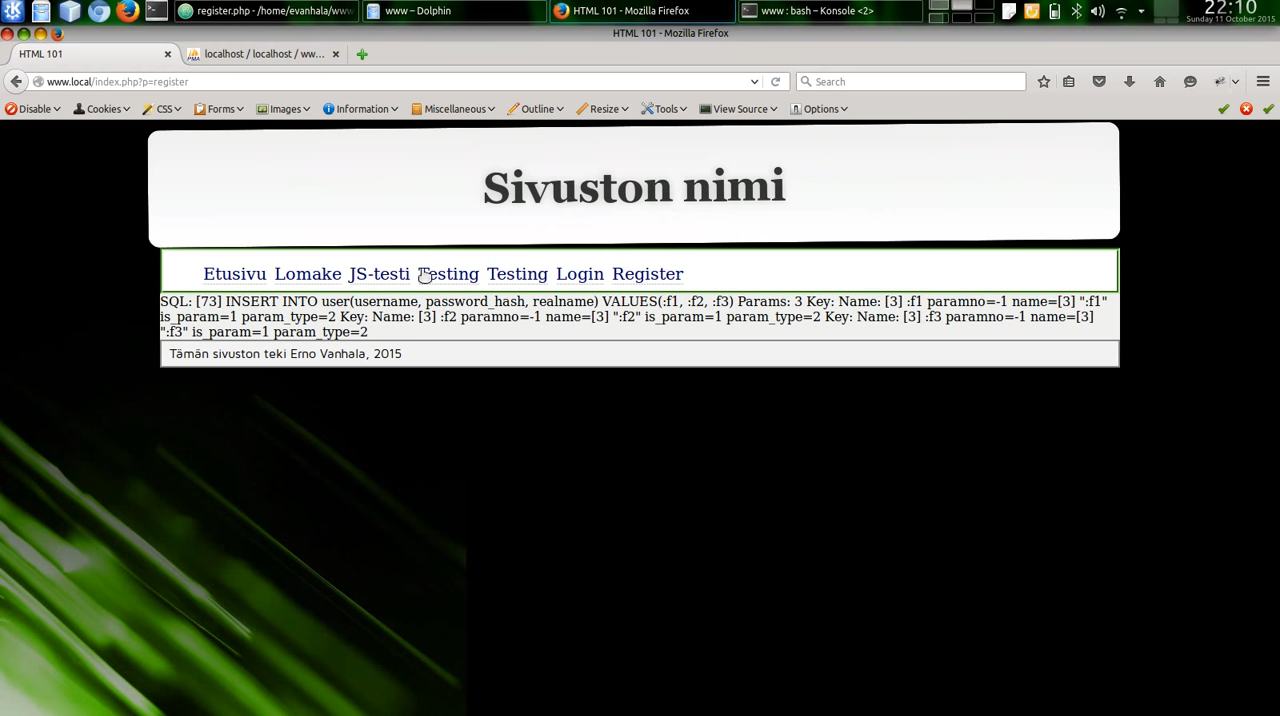 register.php - /home/evanhala/www
www – Dolphin
HTML 101 - Mozilla Firefox
www : bash – Konsole <2>
22:10
Sunday 11 October 2015
HTML 101 - Mozilla Firefox
HTML 101
localhost / localhost / ww...
www.local/index.php?p=register
Search
Disable Cookies CSS Forms Images Information Miscellaneous Outline Resize Tools View Source Options
Sivuston nimi
Etusivu Lomake JS-testi Testing Testing Login Register
SQL: [73] INSERT INTO user(username, password_hash, realname) VALUES(:f1, :f2, :f3) Params: 3 Key: Name: [3] :f1 paramno=-1 name=[3] ":f1"
is_param=1 param_type=2 Key: Name: [3] :f2 paramno=-1 name=[3] ":f2" is_param=1 param_type=2 Key: Name: [3] :f3 paramno=-1 name=[3]
":f3" is_param=1 param_type=2
Tämän sivuston teki Erno Vanhala, 2015